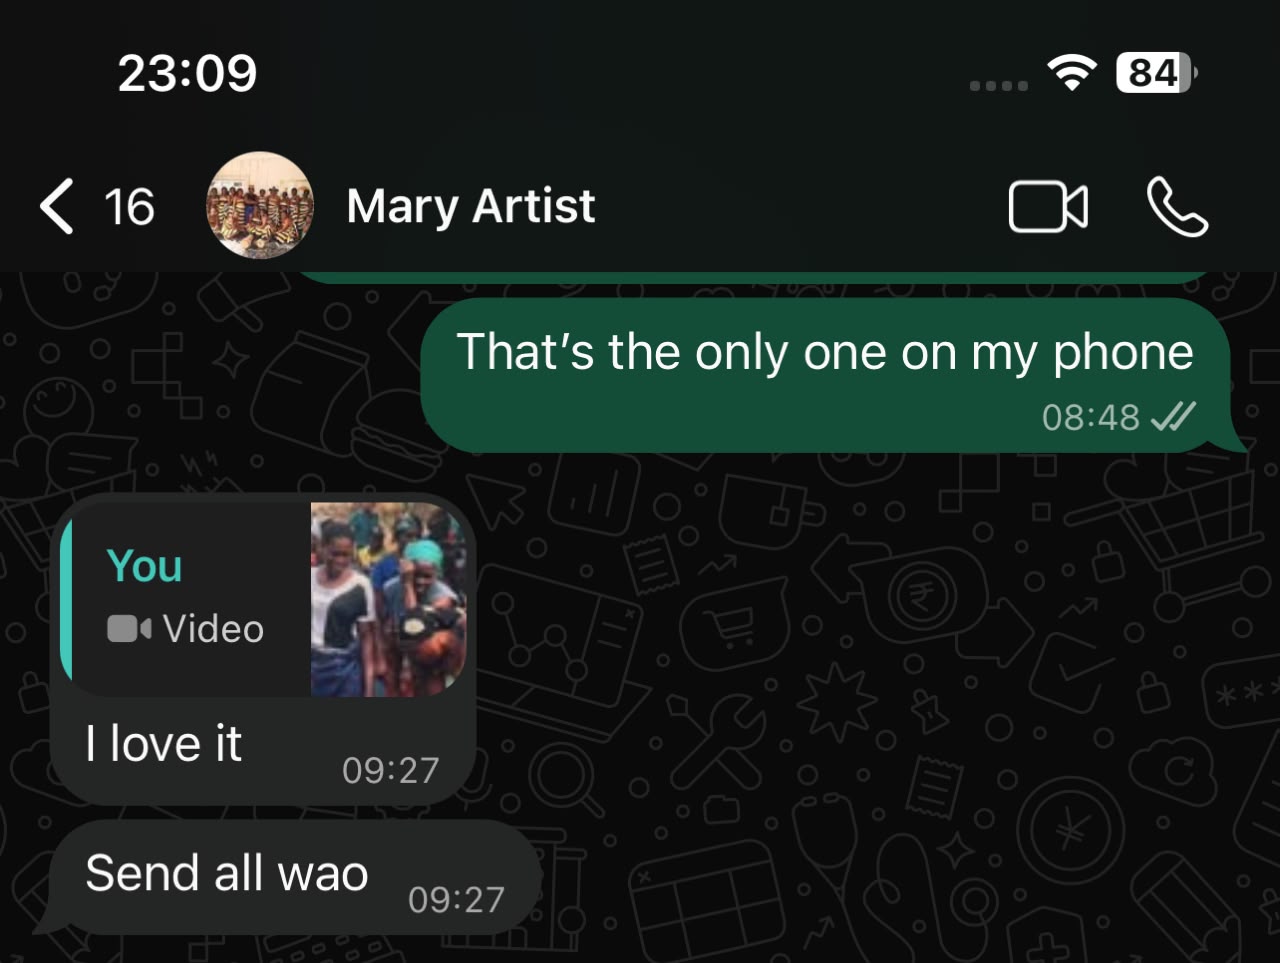 23:09
84
16
Mary Artist
That's the only one on my phone
08:48
You
Video
I love it
09:27
Send all wao
09:27